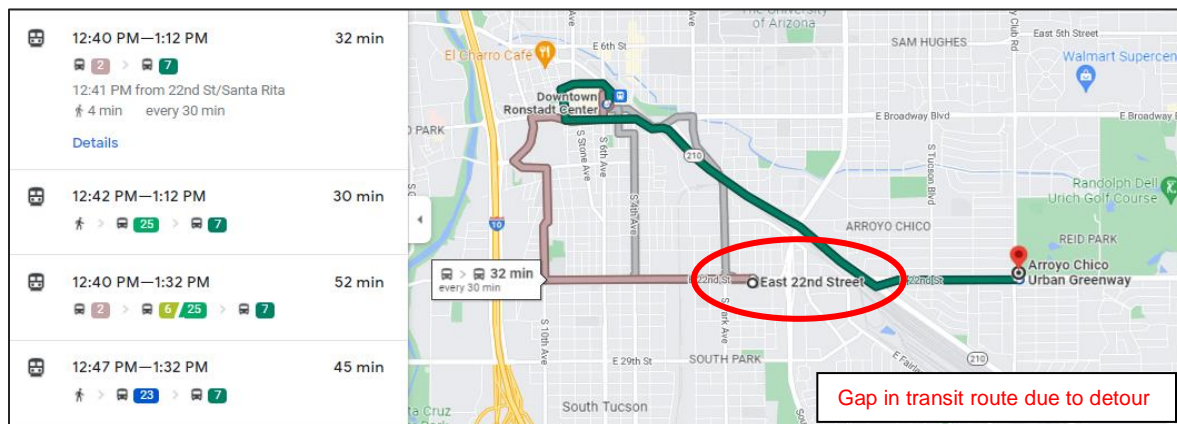 12:40 PM—1:12 PM 32 min
2 > 7
12:41 PM from 22nd St/Santa Rita
4 min every 30 min
Details
12:42 PM—1:12 PM 30 min
> 25 > 7
12:40 PM—1:32 PM 52 min
2 > 6 / 25 > 7
12:47 PM—1:32 PM 45 min
> 23 > 7
of Arizona
E 6th St
SAM HUGHES
East 5th Street
El Charro Café
Walmart Supercen
Club Rd
Downtown
Ronstadt Center
E Broadway Blvd
E Broadway
PARK
S Stone Ave
S 6th Ave
210
S Tucson Blvd
Randolph Dell
Urich Golf Course
S 4th Ave
10
ARROYO CHICO
REID PARK
> 32 min
every 30 min
22nd St
East 22nd Street
22nd St
Arroyo Chico
Urban Greenway
S 10th Ave
S Park Ave
E 29th St
SOUTH PARK
210
South Tucson
Gap in transit route due to detour